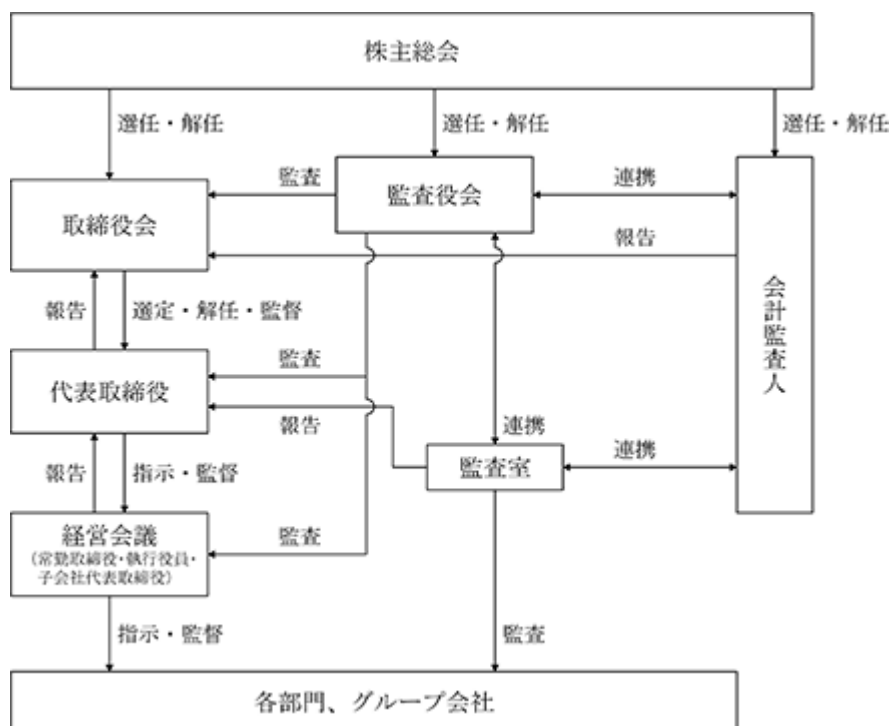 株主総会
選任・解任
選任・解任
選任・解任
監査
監査役会
連携
取締役会
報告
報告
選定・解任・監督
会計監査人
監査
代表取締役
報告
連携
監査室
連携
報告
指示・監督
経営会議
(常勤取締役・執行役員・
子会社代表取締役)
監査
指示・監督
監査
各部門、グループ会社